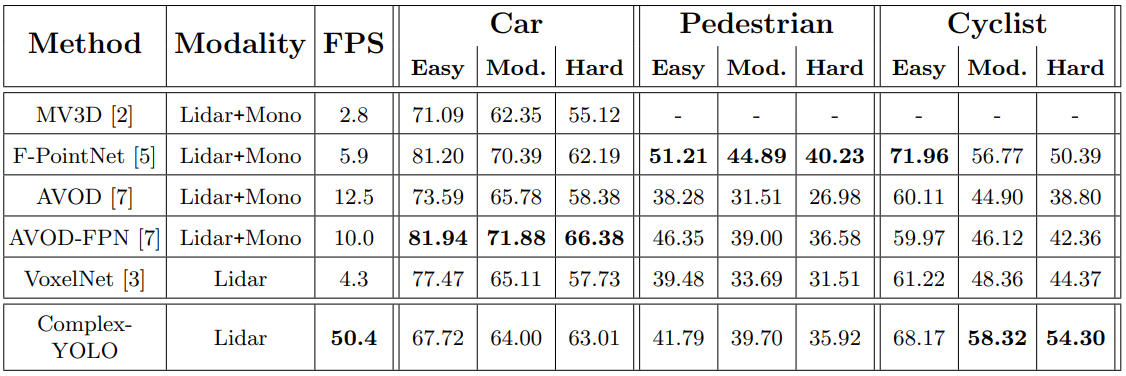 Method Modality FPS Car Pedestrian Cyclist
Easy Mod. Hard Easy Mod. Hard Easy Mod. Hard
MV3D [2] Lidar+Mono 2.8 71.09 62.35 55.12 - - - - - -
F-PointNet [5] Lidar+Mono 5.9 81.20 70.39 62.19 51.21 44.89 40.23 71.96 56.77 50.39
AVOD [7] Lidar+Mono 12.5 73.59 65.78 58.38 38.28 31.51 26.98 60.11 44.90 38.80
AVOD-FPN [7] Lidar+Mono 10.0 81.94 71.88 66.38 46.35 39.00 36.58 59.97 46.12 42.36
VoxelNet [3] Lidar 4.3 77.47 65.11 57.73 39.48 33.69 31.51 61.22 48.36 44.37
Complex-
YOLO Lidar 50.4 67.72 64.00 63.01 41.79 39.70 35.92 68.17 58.32 54.30